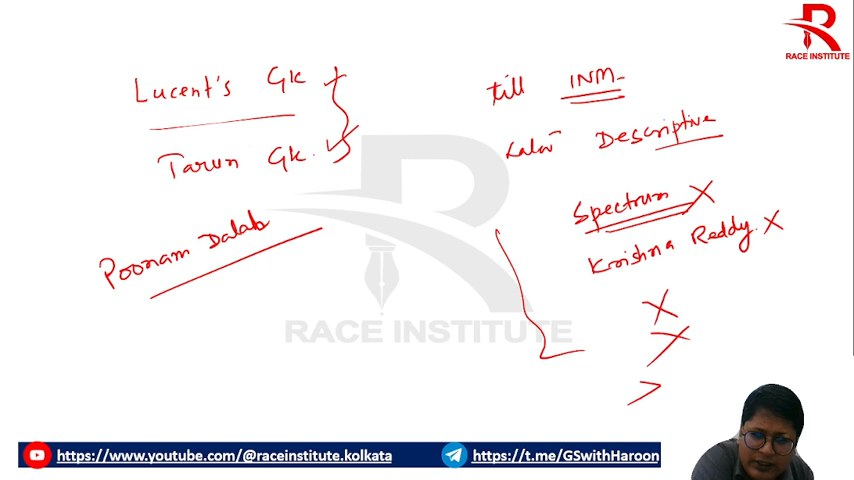 RACE INSTITUTE
Lucent's GK
Tarun GK.
Poonam Dalal
till INM
Descriptive
Spectrum X
Krishna Reddy. X
X
X
RACE INSTITUTE
https://www.youtube.com/@raceinstitute.kolkata
https://t.me/GSwithHaroon